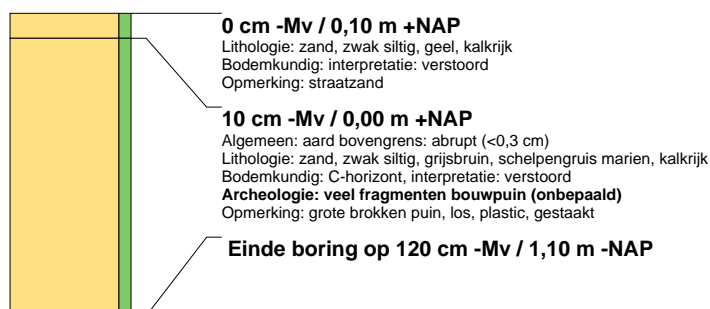 0 cm -Mv / 0,10 m +NAP
Lithologie: zand, zwak siltig, geel, kalkrijk
Bodemkundig: interpretatie: verstoord
Opmerking: straatzand
10 cm -Mv / 0,00 m +NAP
Algemeen: aard bovengrens: abrupt (<0,3 cm)
Lithologie: zand, zwak siltig, grijsbruin, schelpengruis marien, kalkrijk
Bodemkundig: C-horizont, interpretatie: verstoord
Archeologie: veel fragmenten bouwpuin (onbepaald)
Opmerking: grote brokken puin, los, plastic, gestaakt
Einde boring op 120 cm -Mv / 1,10 m -NAP